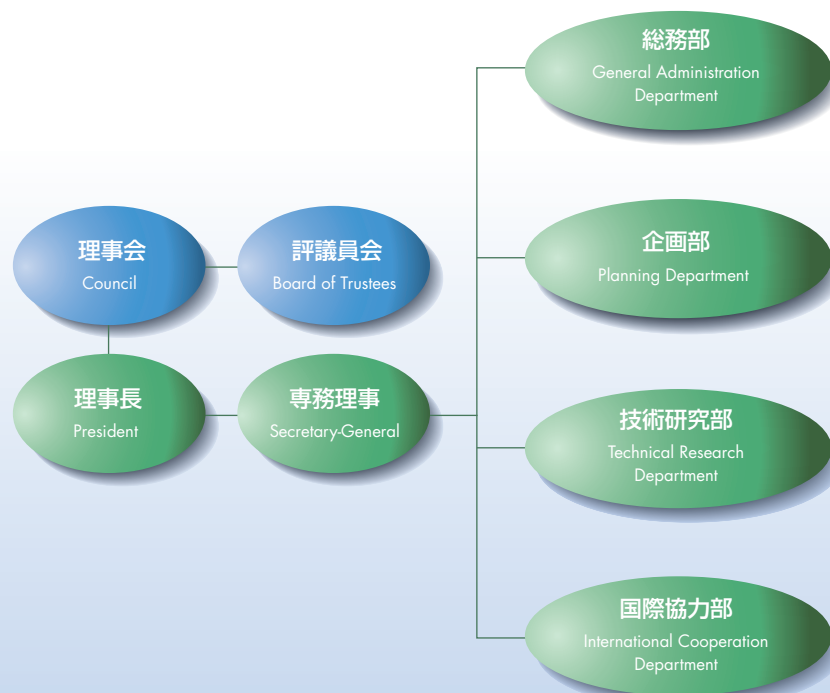 総務部
General Administration
Department
企画部
Planning Department
理事会
Council
評議員会
Board of Trustees
理事長
President
専務理事
Secretary-General
技術研究部
Technical Research
Department
国際協力部
International Cooperation
Department